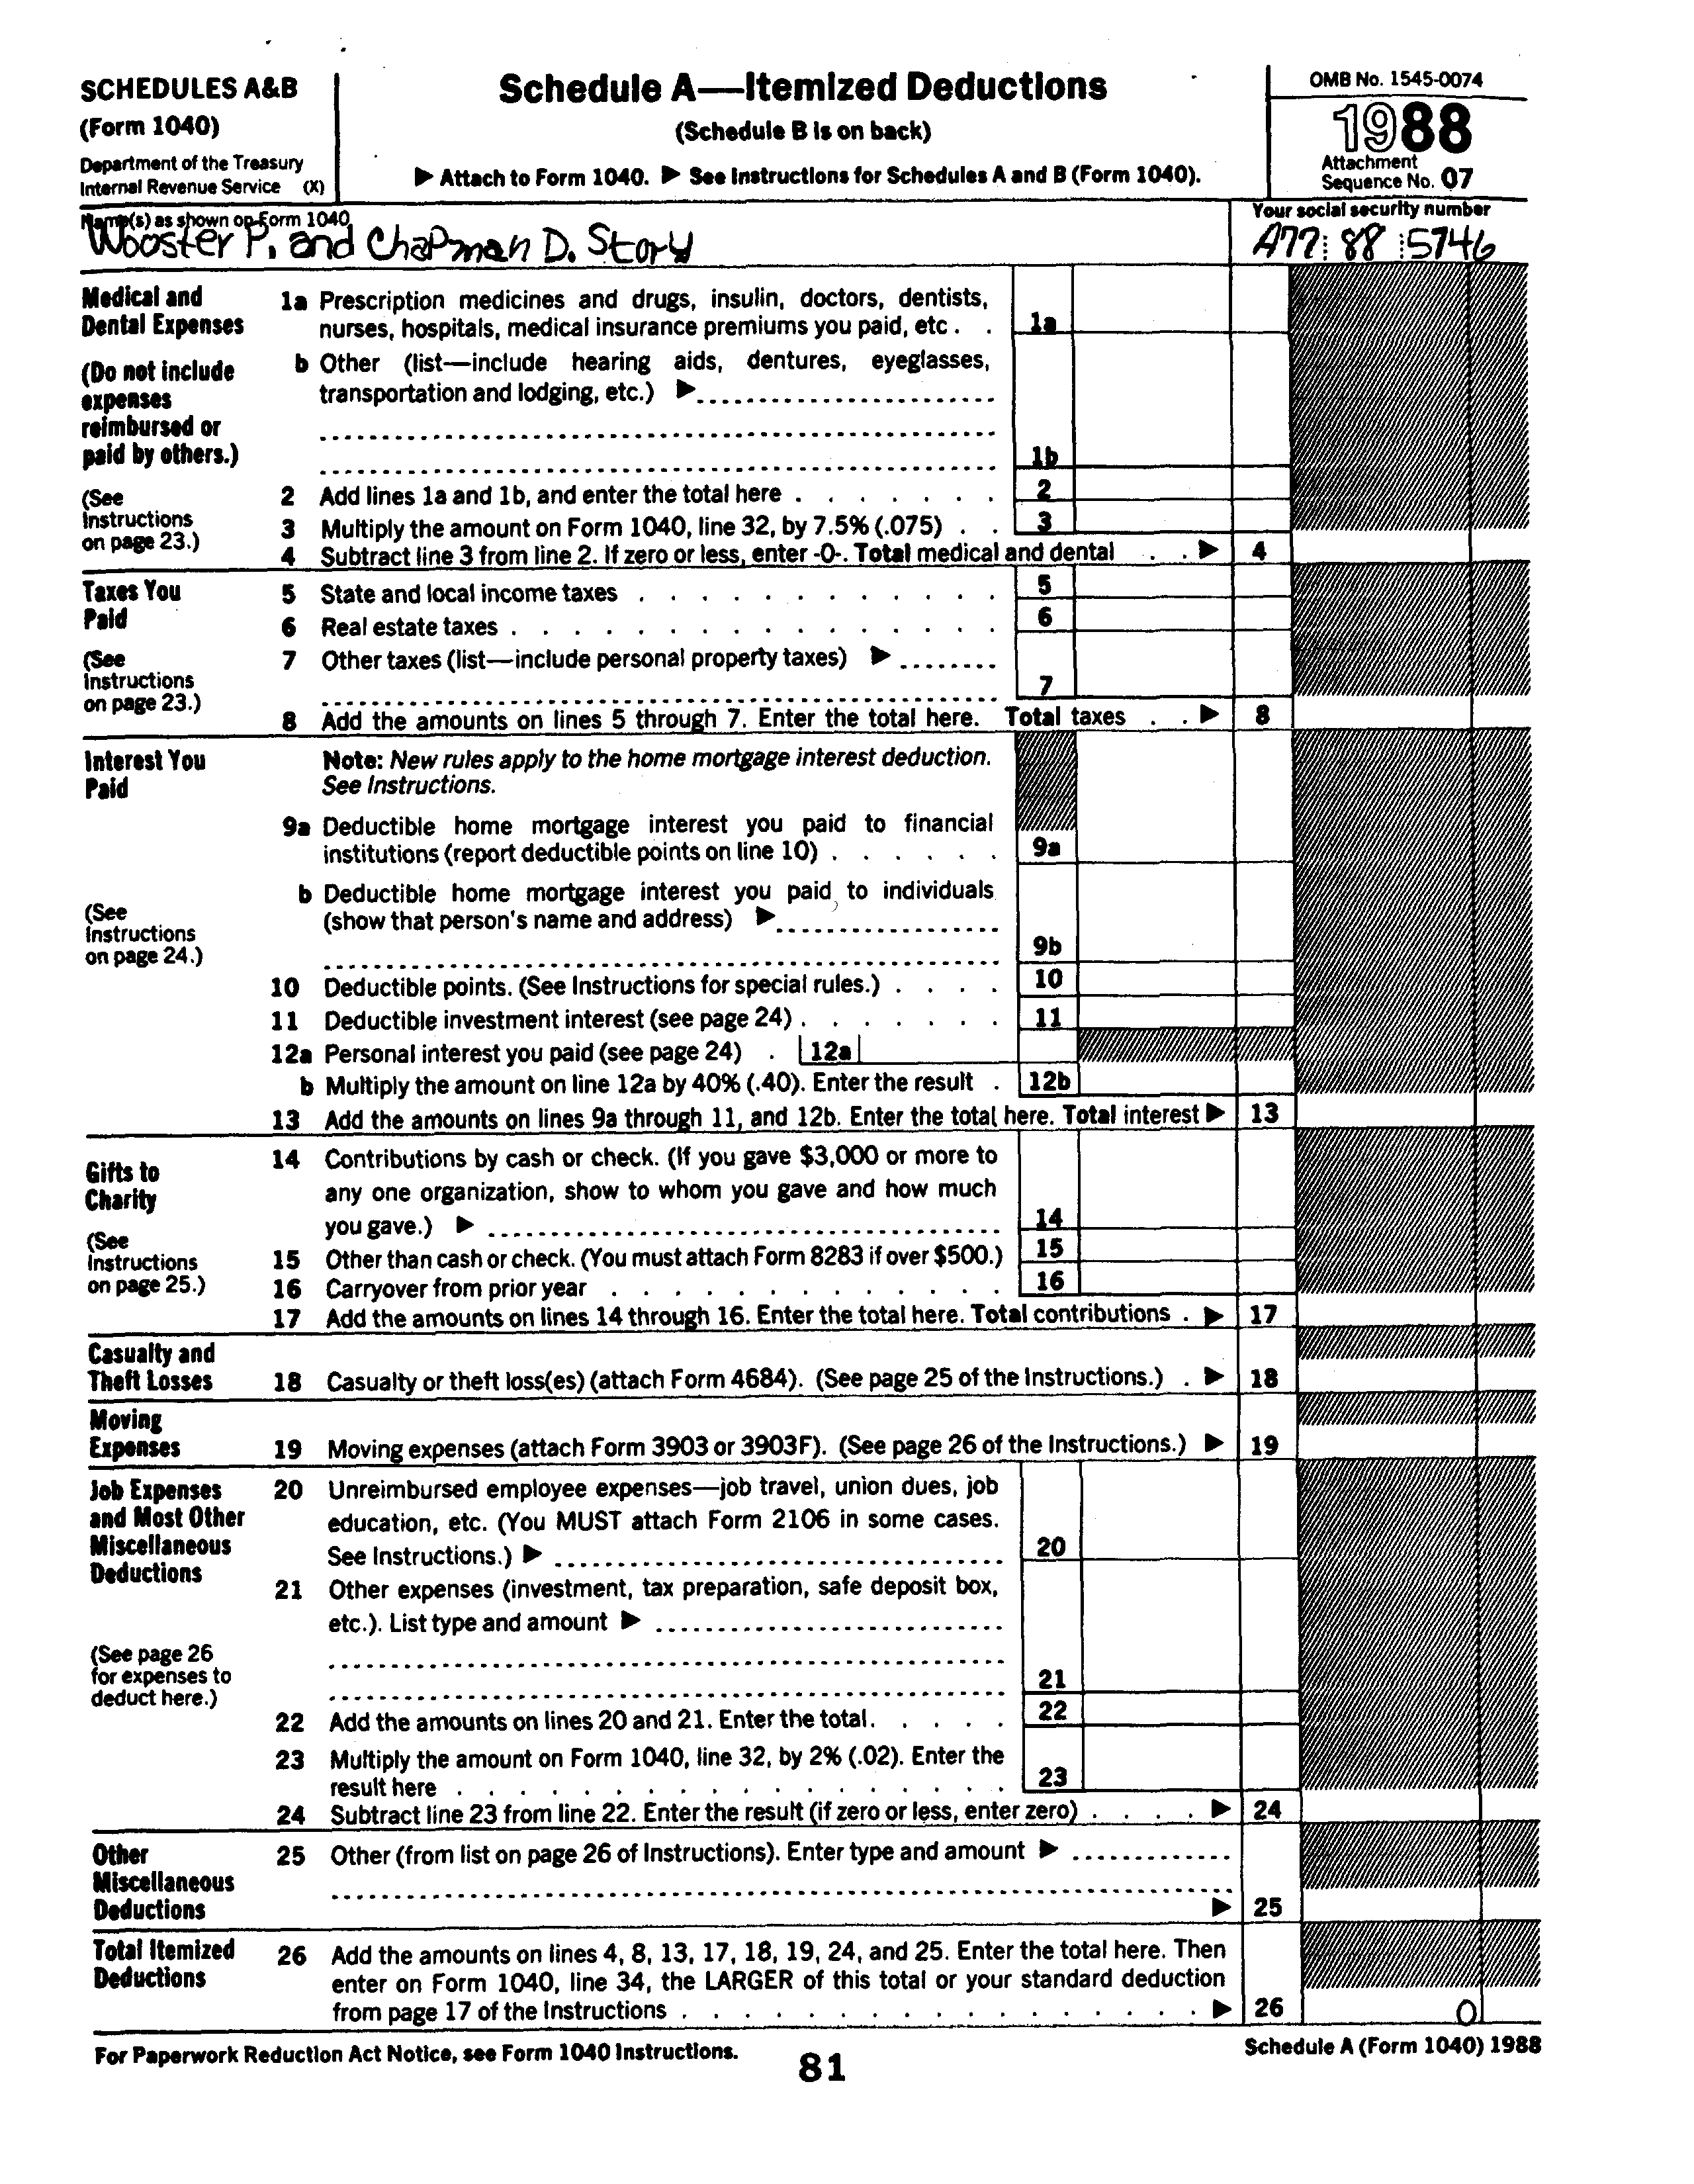 SCHEDULES A&B
(Form 1040)
Department of the Treasury
Internal Revenue Service (X)
Schedule A—Itemized Deductions
(Schedule B is on back)
▶ Attach to Form 1040. ▶ See Instructions for Schedules A and B (Form 1040).
OMB No. 1545-0074
1988
Attachment
Sequence No. 07
Name(s) as shown on Form 1040
Wooster P. and Chapman D. Story
Your social security number
A77 88 5746
Medical and
Dental Expenses
(Do not include
expenses
reimbursed or
paid by others.)
(See
Instructions
on page 23.)
1a Prescription medicines and drugs, insulin, doctors, dentists,
nurses, hospitals, medical insurance premiums you paid, etc . . 1a
b Other (list—include hearing aids, dentures, eyeglasses,
transportation and lodging, etc.) ▶
1b
2 Add lines 1a and 1b, and enter the total here . . . . . . . 2
3 Multiply the amount on Form 1040, line 32, by 7.5% (.075) . . 3
4 Subtract line 3 from line 2. If zero or less, enter -0-. Total medical and dental . . ▶ 4
Taxes You
Paid
(See
Instructions
on page 23.)
5 State and local income taxes . . . . . . . . . . . . 5
6 Real estate taxes . . . . . . . . . . . . . . . . 6
7 Other taxes (list—include personal property taxes) ▶
7
8 Add the amounts on lines 5 through 7. Enter the total here. Total taxes . . ▶ 8
Interest You
Paid
(See
Instructions
on page 24.)
Note: New rules apply to the home mortgage interest deduction.
See Instructions.
9a Deductible home mortgage interest you paid to financial
institutions (report deductible points on line 10) . . . . . . 9a
b Deductible home mortgage interest you paid to individuals
(show that person's name and address) ▶
9b
10 Deductible points. (See Instructions for special rules.) . . . . 10
11 Deductible investment interest (see page 24) . . . . . . . 11
12a Personal interest you paid (see page 24) . 12a
b Multiply the amount on line 12a by 40% (.40). Enter the result . 12b
13 Add the amounts on lines 9a through 11, and 12b. Enter the total here. Total interest ▶ 13
Gifts to
Charity
(See
Instructions
on page 25.)
14 Contributions by cash or check. (If you gave $3,000 or more to
any one organization, show to whom you gave and how much
you gave.) ▶ 14
15 Other than cash or check. (You must attach Form 8283 if over $500.) 15
16 Carryover from prior year . . . . . . . . . . . . . 16
17 Add the amounts on lines 14 through 16. Enter the total here. Total contributions . ▶ 17
Casualty and
Theft Losses
18 Casualty or theft loss(es) (attach Form 4684). (See page 25 of the Instructions.) . ▶ 18
Moving
Expenses
19 Moving expenses (attach Form 3903 or 3903F). (See page 26 of the Instructions.) ▶ 19
Job Expenses
and Most Other
Miscellaneous
Deductions
(See page 26
for expenses to
deduct here.)
20 Unreimbursed employee expenses—job travel, union dues, job
education, etc. (You MUST attach Form 2106 in some cases.
See Instructions.) ▶ 20
21 Other expenses (investment, tax preparation, safe deposit box,
etc.). List type and amount ▶
21
22 Add the amounts on lines 20 and 21. Enter the total. . . . . . 22
23 Multiply the amount on Form 1040, line 32, by 2% (.02). Enter the
result here . . . . . . . . . . . . . . . . . . 23
24 Subtract line 23 from line 22. Enter the result (if zero or less, enter zero) . . . . ▶ 24
Other
Miscellaneous
Deductions
25 Other (from list on page 26 of Instructions). Enter type and amount ▶
▶ 25
Total Itemized
Deductions
26 Add the amounts on lines 4, 8, 13, 17, 18, 19, 24, and 25. Enter the total here. Then
enter on Form 1040, line 34, the LARGER of this total or your standard deduction
from page 17 of the Instructions . . . . . . . . . . . . . . . . . ▶ 26 0
For Paperwork Reduction Act Notice, see Form 1040 Instructions.
Schedule A (Form 1040) 1988
81